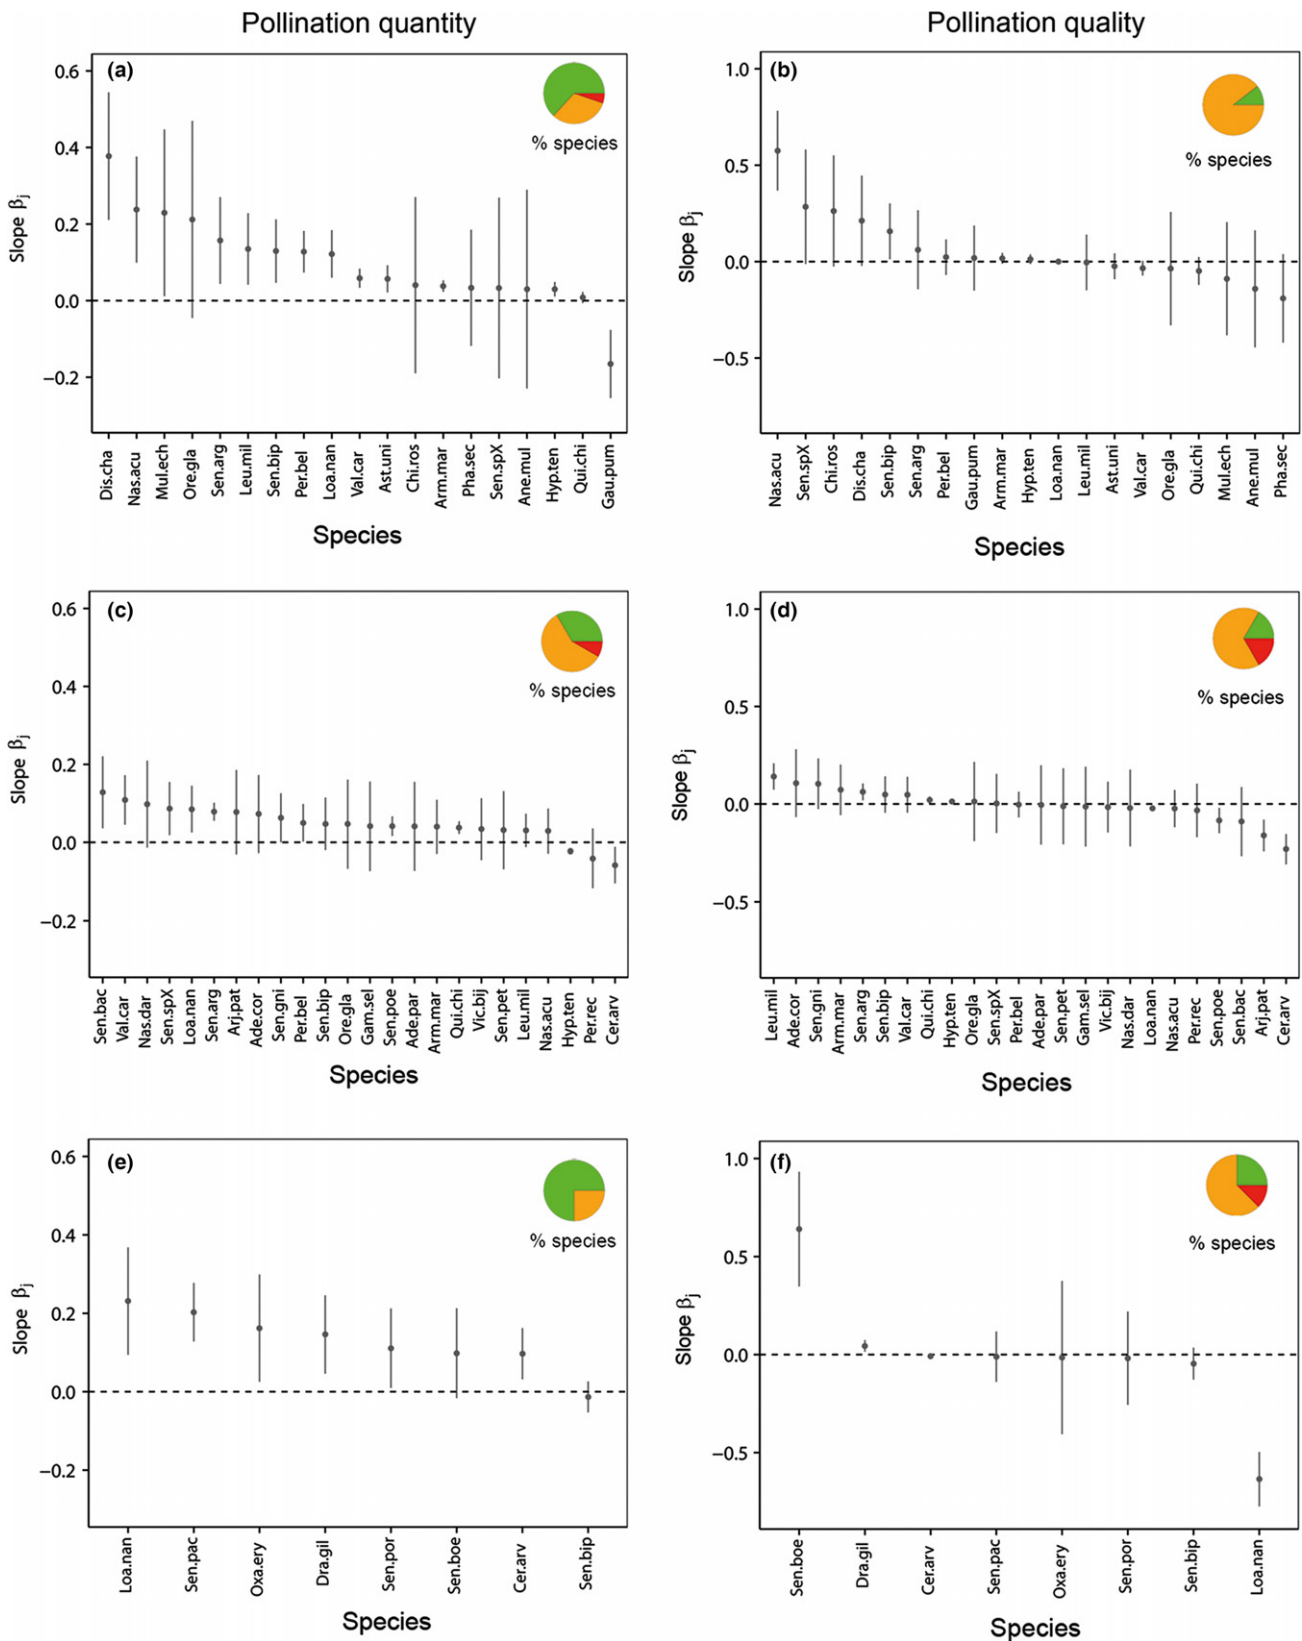 Pollination quantity
Pollination quality
(a)
% species
Slope βj
0.6
0.4
0.2
0.0
−0.2
Dis.cha Nas.acu Mul.ech Ore.gla Sen.arg Leu.mil Sen.bip Per.bel Loa.nan Val.car Ast.uni Chi.ros Arm.mar Pha.sec Sen.spX Ane.mul Hyp.ten Qui.chi Gau.pum
Species
(b)
% species
Slope βj
1.0
0.5
0.0
−0.5
Nas.acu Sen.spX Chi.ros Dis.cha Sen.bip Sen.arg Per.bel Gau.pum Arm.mar Hyp.ten Loa.nan Leu.mil Ast.uni Val.car Ore.gla Qui.chi Mul.ech Ane.mul Pha.sec
Species
(c)
% species
Slope βj
0.6
0.4
0.2
0.0
−0.2
Sen.bac Val.car Nas.dar Sen.spX Loa.nan Sen.arg Arj.pat Ade.cor Sen.gni Per.bel Sen.bip Ore.gla Gam.sel Sen.poe Ade.par Arm.mar Qui.chi Vic.bij Sen.pet Leu.mil Nas.acu Hyp.ten Per.rec Cer.arv
Species
(d)
% species
Slope βj
1.0
0.5
0.0
−0.5
Leu.mil Ade.cor Sen.gni Arm.mar Sen.arg Sen.bip Val.car Qui.chi Hyp.ten Ore.gla Sen.spX Per.bel Ade.par Sen.pet Gam.sel Vic.bij Nas.dar Loa.nan Nas.acu Per.rec Sen.poe Sen.bac Arj.pat Cer.arv
Species
(e)
% species
Slope βj
0.6
0.4
0.2
0.0
−0.2
Loa.nan Sen.pac Oxa.ery Dra.gil Sen.por Sen.boe Cer.arv Sen.bip
Species
(f)
% species
Slope βj
1.0
0.5
0.0
−0.5
Sen.boe Dra.gil Cer.arv Sen.pac Oxa.ery Sen.por Sen.bip Loa.nan
Species